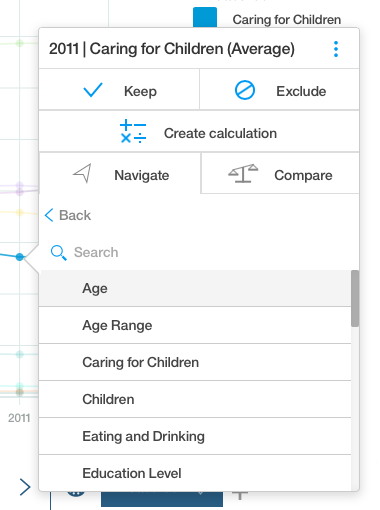 Caring for Children
2011 | Caring for Children (Average)
Keep
Exclude
Create calculation
Navigate
Compare
Back
Search
Age
Age Range
Caring for Children
Children
Eating and Drinking
Education Level
2011